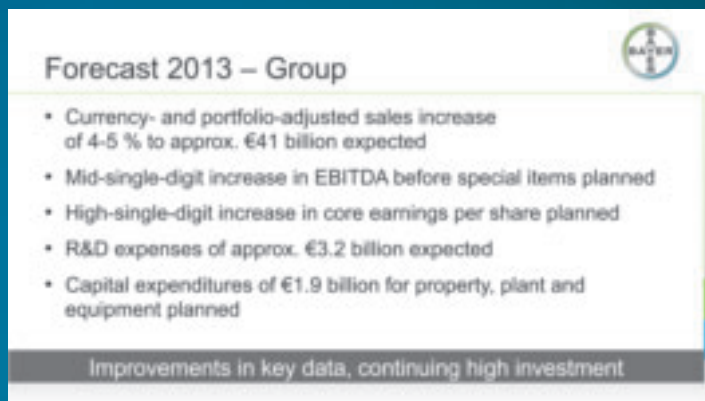 BAYER
Forecast 2013 – Group
• Currency- and portfolio-adjusted sales increase
of 4-5 % to approx. €41 billion expected
• Mid-single-digit increase in EBITDA before special items planned
• High-single-digit increase in core earnings per share planned
• R&D expenses of approx. €3.2 billion expected
• Capital expenditures of €1.9 billion for property, plant and
equipment planned
Improvements in key data, continuing high investment